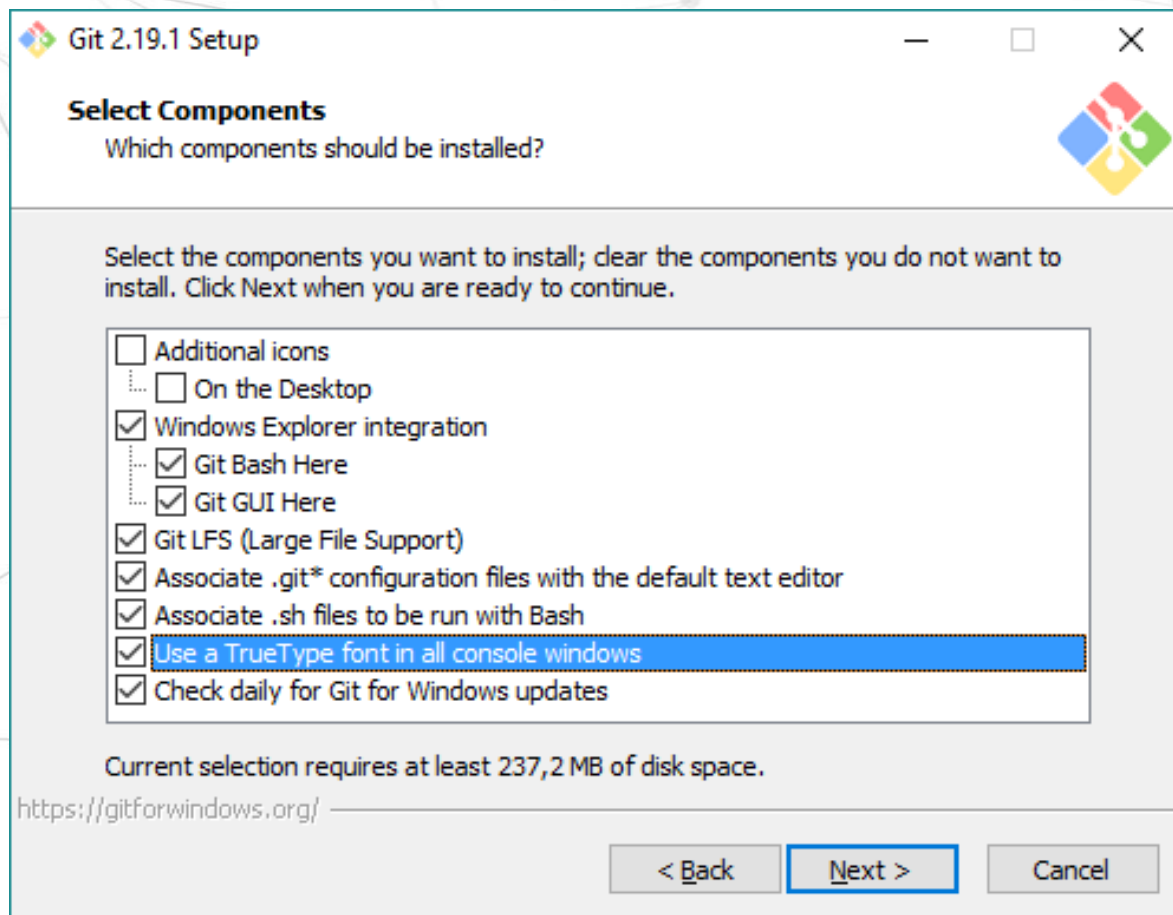 Git 2.19.1 Setup
Select Components
Which components should be installed?
Select the components you want to install; clear the components you do not want to
install. Click Next when you are ready to continue.
Additional icons
On the Desktop
Windows Explorer integration
Git Bash Here
Git GUI Here
Git LFS (Large File Support)
Associate .git* configuration files with the default text editor
Associate .sh files to be run with Bash
Use a TrueType font in all console windows
Check daily for Git for Windows updates
Current selection requires at least 237,2 MB of disk space.
https://gitforwindows.org/
< Back
Next >
Cancel